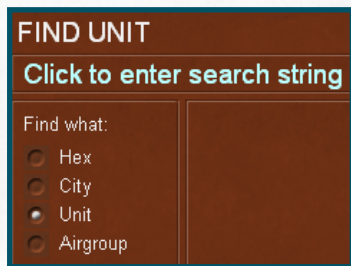 FIND UNIT
Click to enter search string
Find what:
Hex
City
Unit
Airgroup